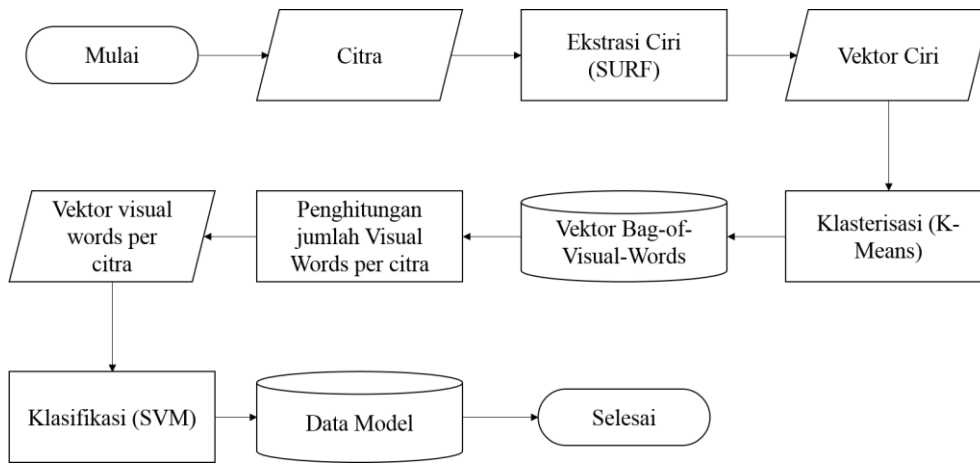 Mulai
Citra
Ekstrasi Ciri
(SURF)
Vektor Ciri
Klasterisasi (K-
Means)
Vektor Bag-of-
Visual-Words
Penghitungan
jumlah Visual
Words per citra
Vektor visual
words per
citra
Klasifikasi (SVM)
Data Model
Selesai